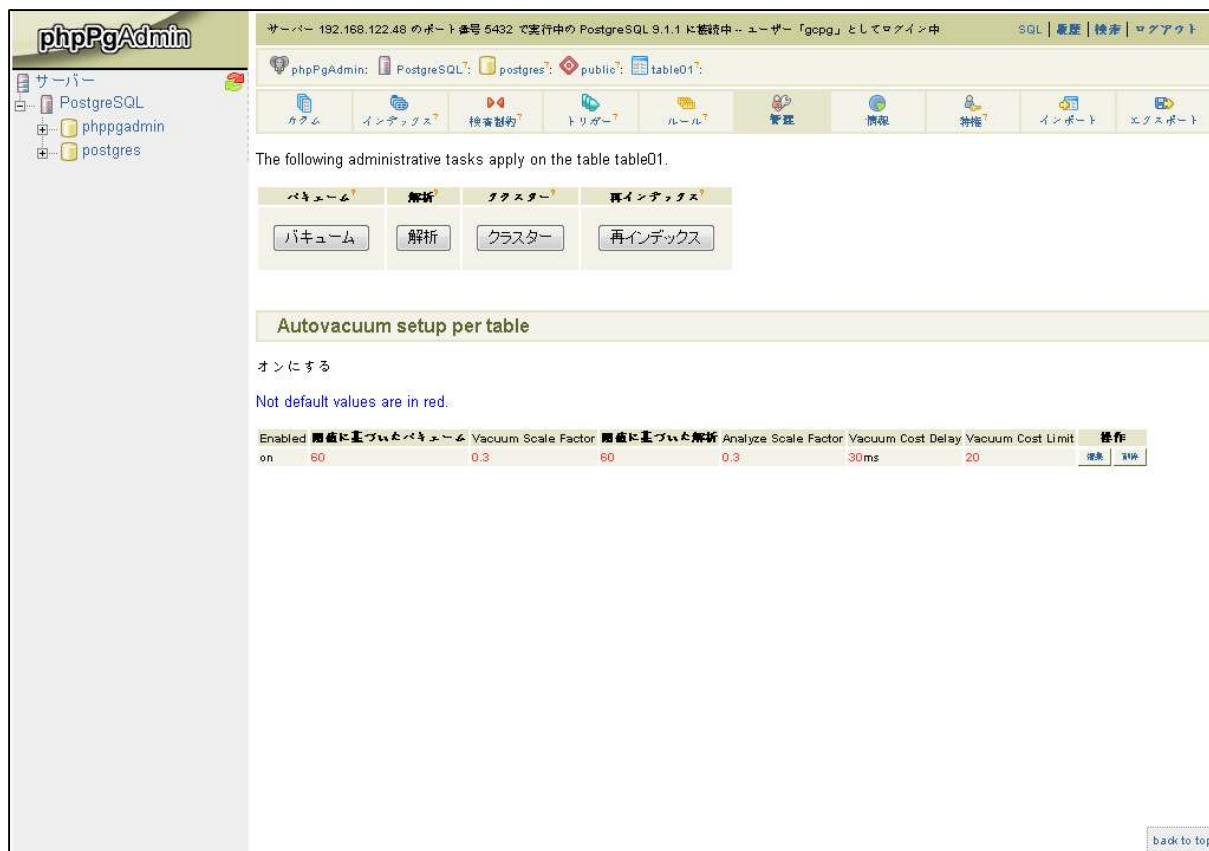 phpPgAdmin
サーバー
PostgreSQL
phppgadmin
postgres
サーバー 192.168.122.48 のポート番号 5432 で実行中の PostgreSQL 9.1.1 に接続中 -- ユーザー「gcpg」としてログイン中
SQL | 履歴 | 検索 | ログアウト
phpPgAdmin: PostgreSQL?: postgres?: public?: table01?:
カラム インデックス? 検査制約? トリガー? ルール? 管理 情報 特権? インポート エクスポート
The following administrative tasks apply on the table table01.
バキューム? 解析? クラスター? 再インデックス?
バキューム 解析 クラスター 再インデックス
Autovacuum setup per table
オンにする
Not default values are in red.
Enabled 閾値に基づいたバキューム Vacuum Scale Factor 閾値に基づいた解析 Analyze Scale Factor Vacuum Cost Delay Vacuum Cost Limit 操作
on 60 0.3 60 0.3 30ms 20 編集 削除
back to top